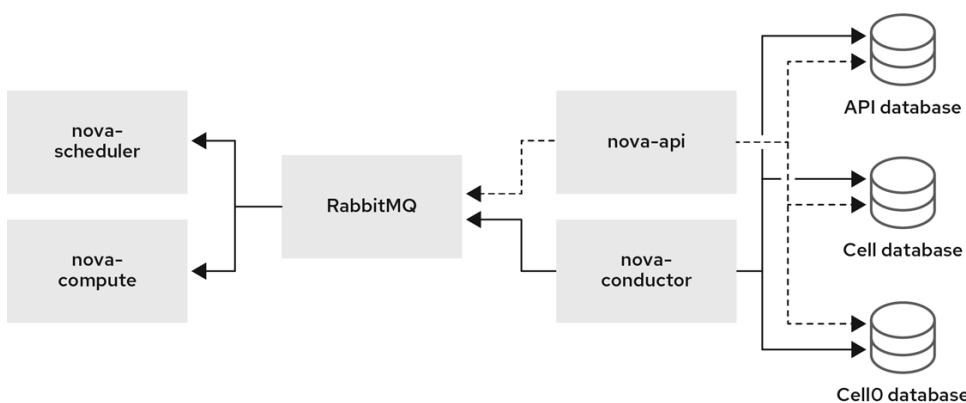 nova-
scheduler
nova-
compute
RabbitMQ
nova-api
nova-
conductor
API database
Cell database
Cell0 database